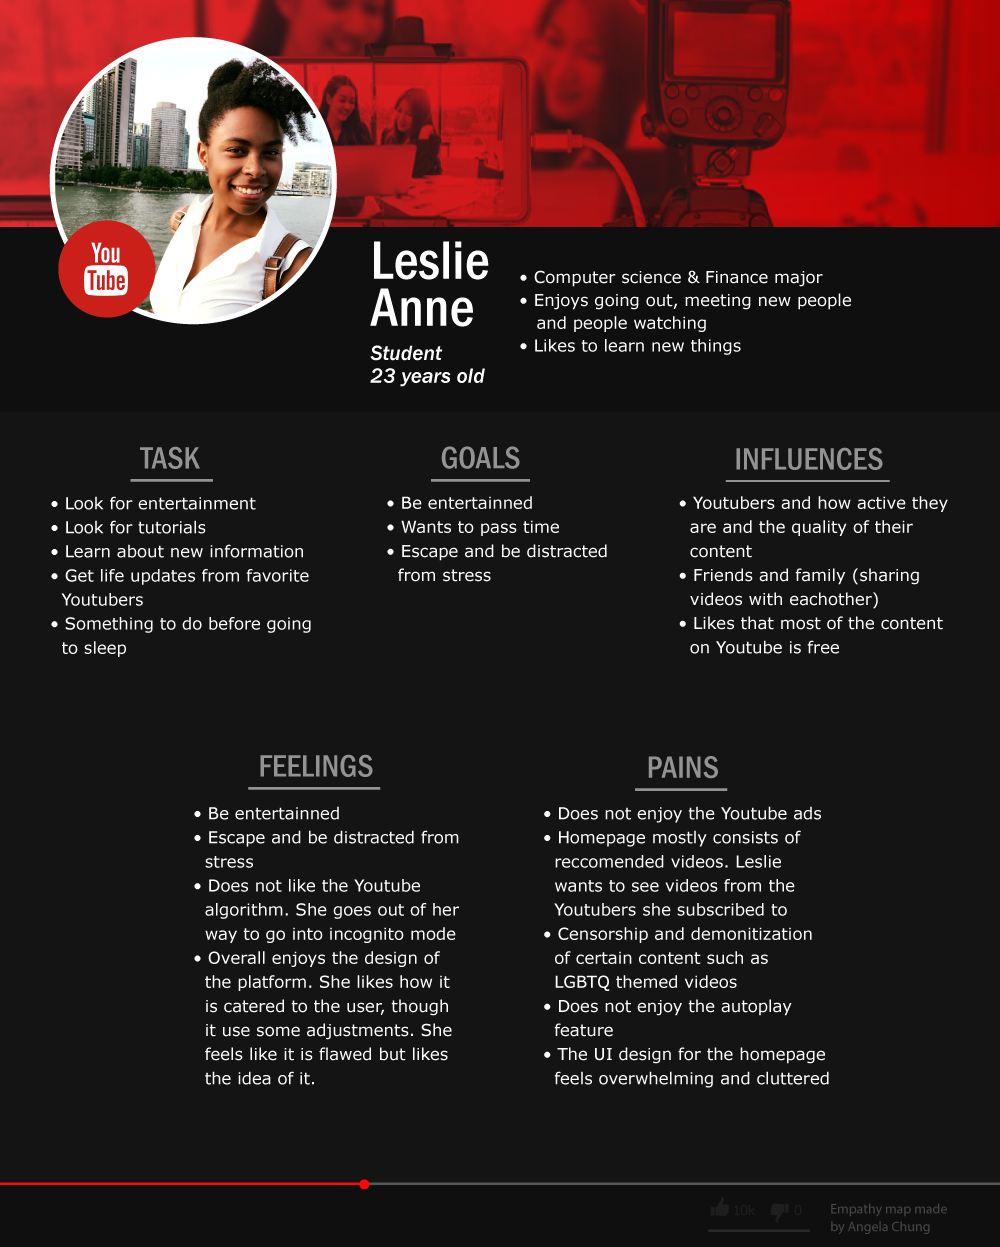 You
Tube
Leslie
Anne
Student
23 years old
• Computer science & Finance major
• Enjoys going out, meeting new people
and people watching
• Likes to learn new things
TASK
• Look for entertainment
• Look for tutorials
• Learn about new information
• Get life updates from favorite
Youtubers
• Something to do before going
to sleep
GOALS
• Be entertainned
• Wants to pass time
• Escape and be distracted
from stress
INFLUENCES
• Youtubers and how active they
are and the quality of their
content
• Friends and family (sharing
videos with eachother)
• Likes that most of the content
on Youtube is free
FEELINGS
• Be entertainned
• Escape and be distracted from
stress
• Does not like the Youtube
algorithm. She goes out of her
way to go into incognito mode
• Overall enjoys the design of
the platform. She likes how it
is catered to the user, though
it use some adjustments. She
feels like it is flawed but likes
the idea of it.
PAINS
• Does not enjoy the Youtube ads
• Homepage mostly consists of
reccomended videos. Leslie
wants to see videos from the
Youtubers she subscribed to
• Censorship and demonitization
of certain content such as
LGBTQ themed videos
• Does not enjoy the autoplay
feature
• The UI design for the homepage
feels overwhelming and cluttered
10k
0
Empathy map made
by Angela Chung